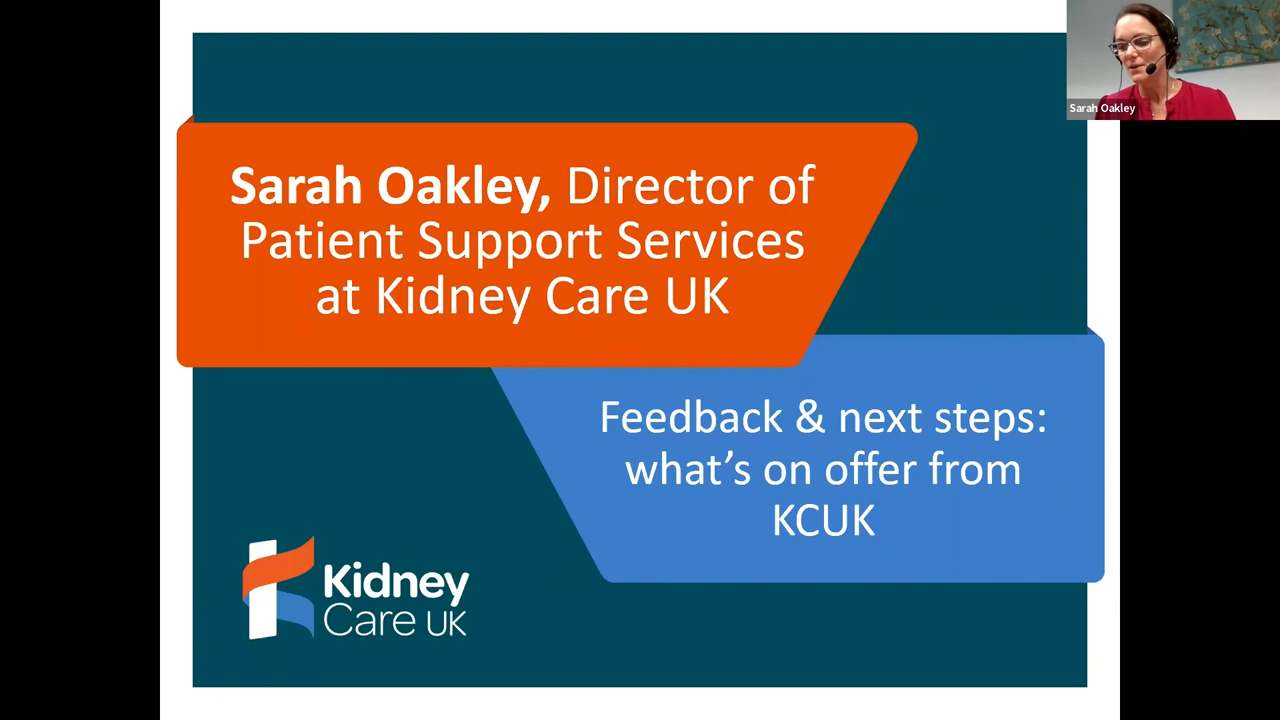 Sarah Oakley
Sarah Oakley, Director of
Patient Support Services
at Kidney Care UK
Feedback & next steps:
what's on offer from
KCUK
Kidney
Care UK